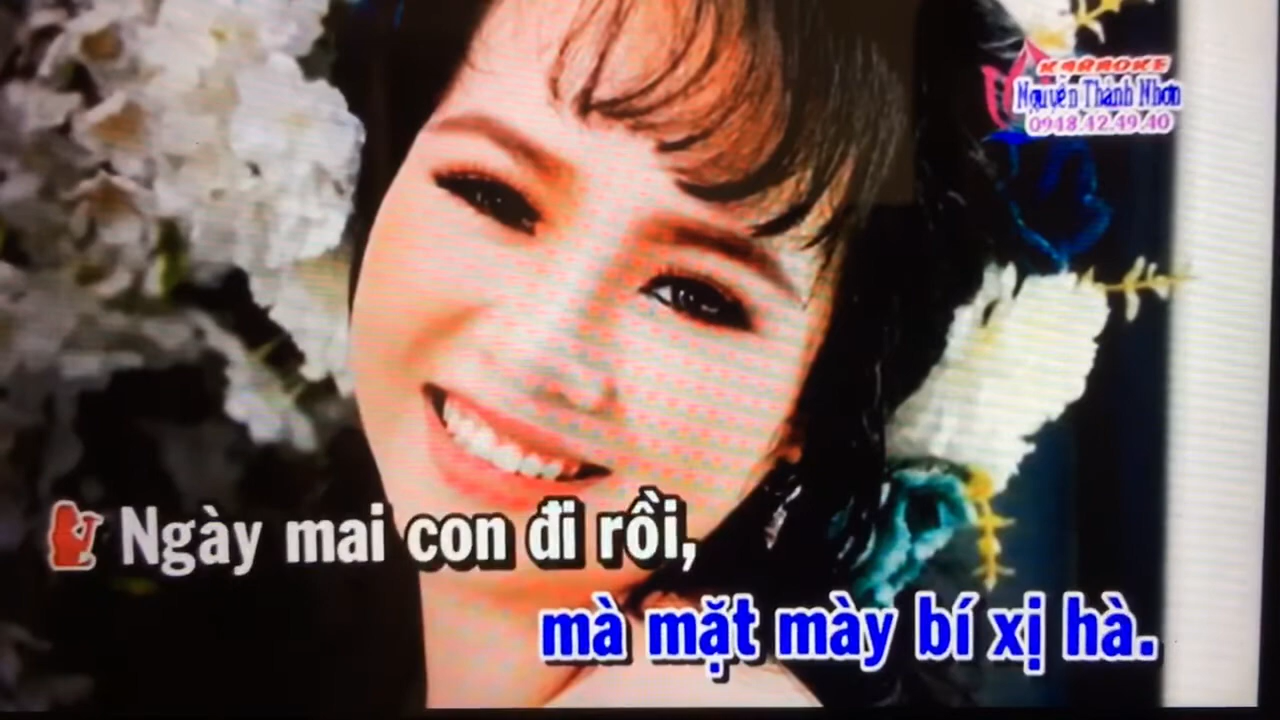 KARAOKE
Nguyễn Thành Nhơn
0948.42.49.40
Ngày mai con đi rồi,
mà mặt mày bí xị hà.